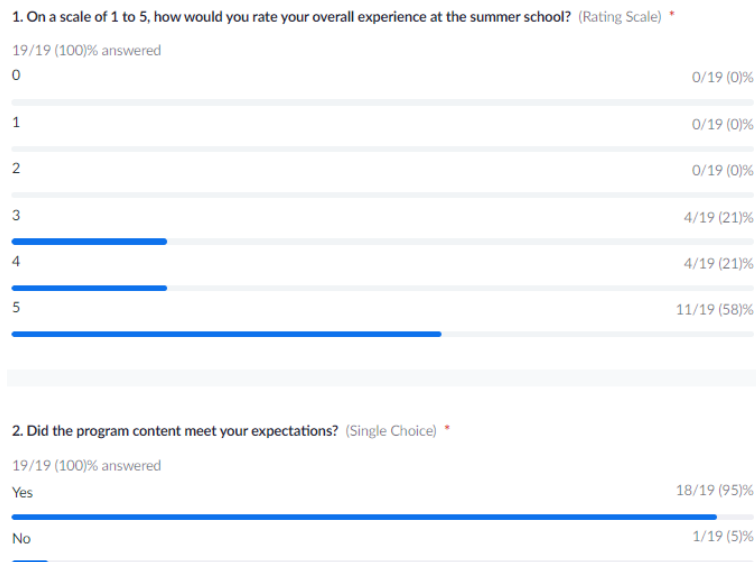 1. On a scale of 1 to 5, how would you rate your overall experience at the summer school? (Rating Scale) *
19/19 (100)% answered
0 0/19 (0)%
1 0/19 (0)%
2 0/19 (0)%
3 4/19 (21)%
4 4/19 (21)%
5 11/19 (58)%
2. Did the program content meet your expectations? (Single Choice) *
19/19 (100)% answered
Yes 18/19 (95)%
No 1/19 (5)%